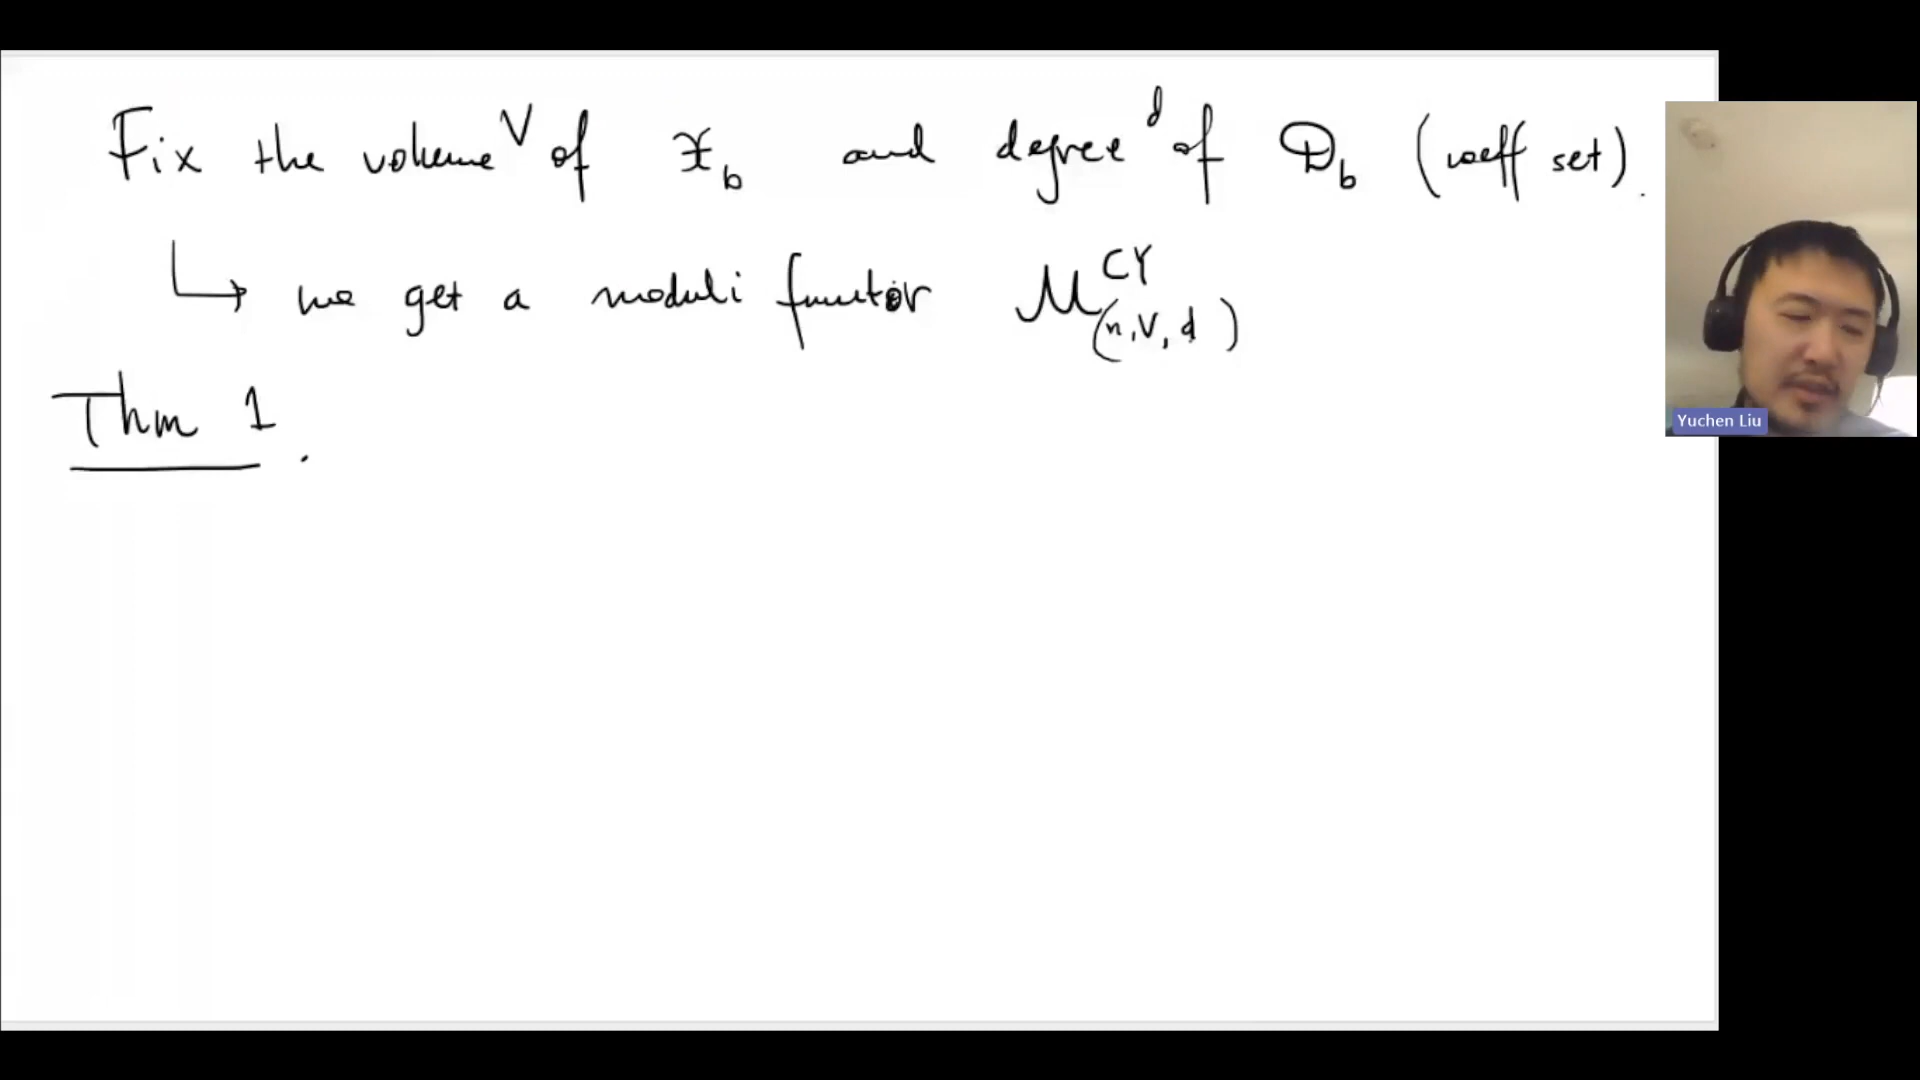 Fix the volume V of 𝔛_b and degree d of 𝔇_b (coeff set).
↳ we get a moduli functor M^{CY}_{(n,V,d)}
Thm 1.
Yuchen Liu